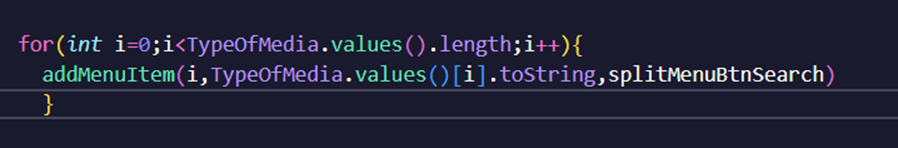 for(int i=0;i<TypeOfMedia.values().length;i++){
addMenuItem(i,TypeOfMedia.values()[i].toString,splitMenuBtnSearch)
}